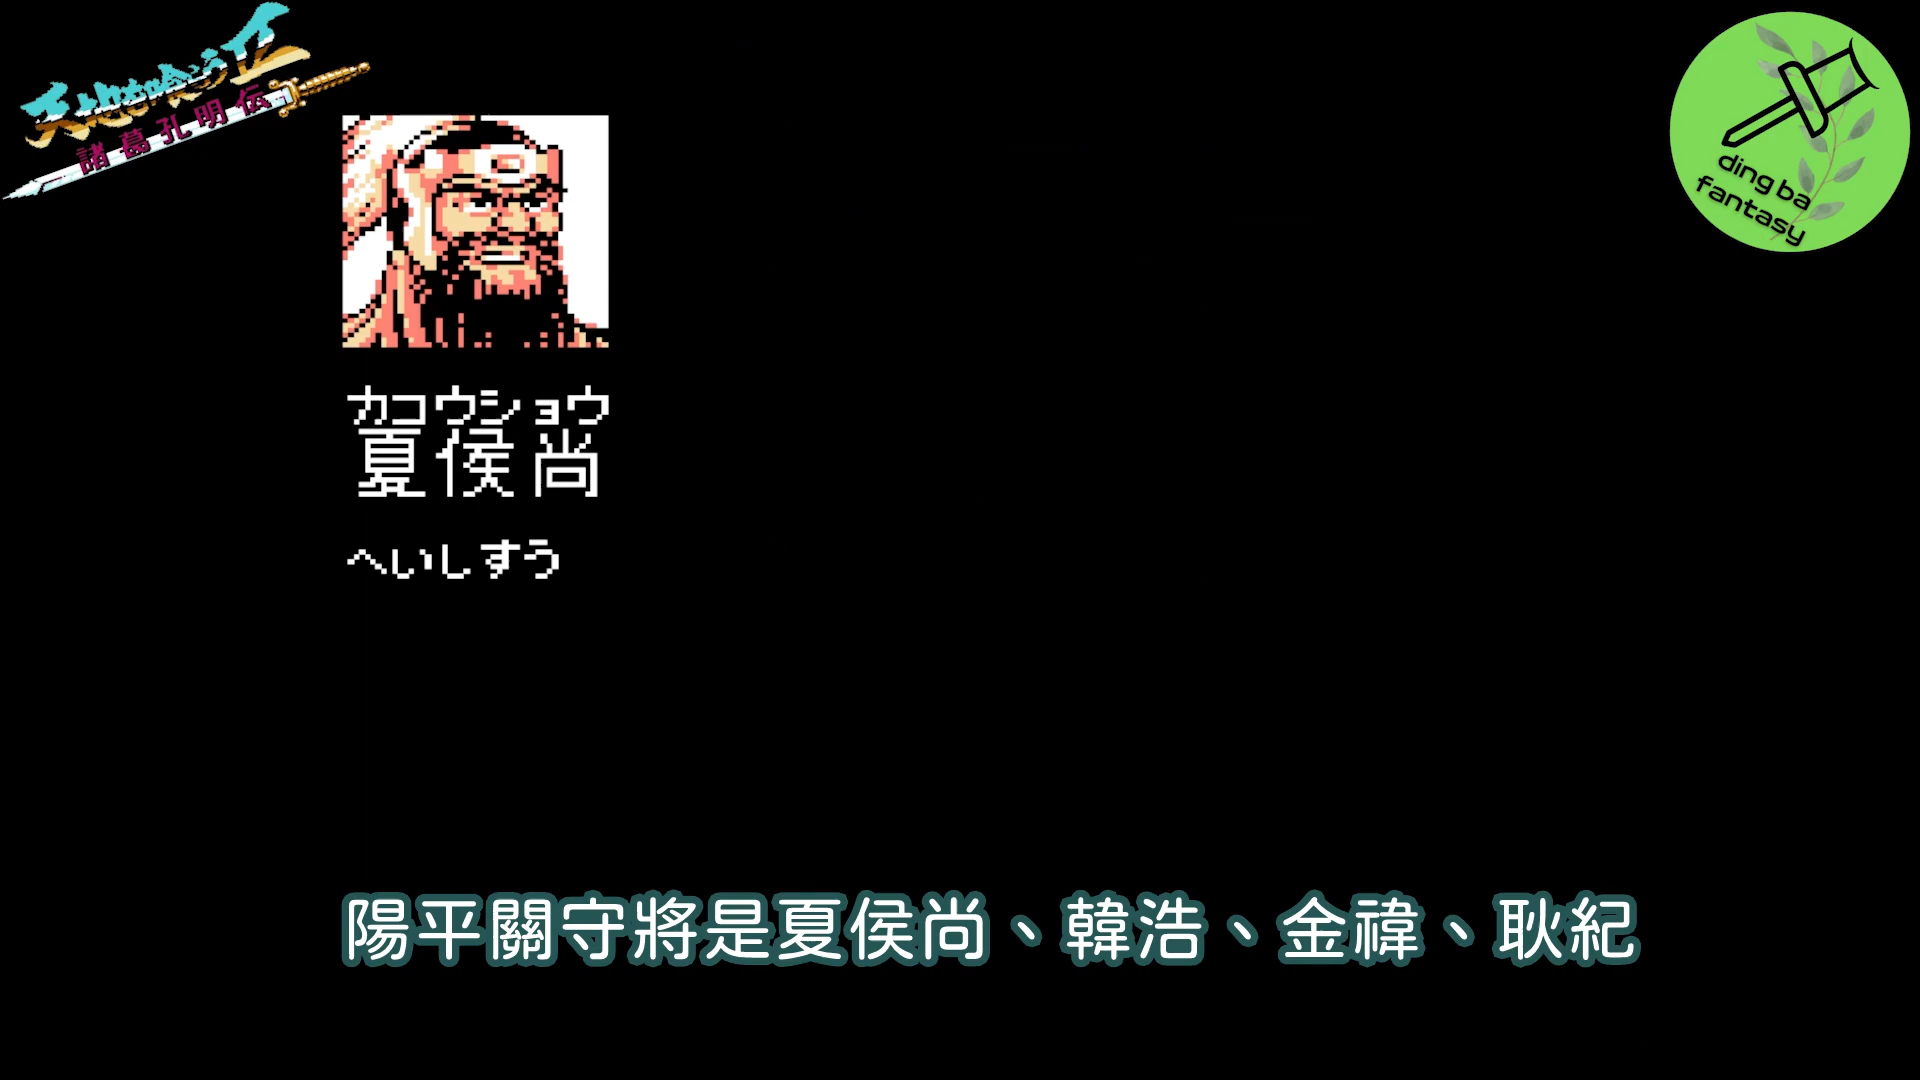 天地を喰らうII
諸葛孔明伝
ding ba
fantasy
カコウショウ
夏侯尚
へいしすう
陽平關守將是夏侯尚、韓浩、金禕、耿紀